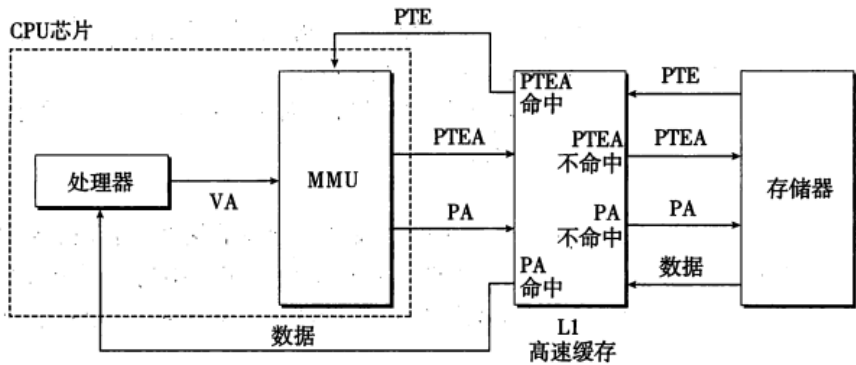 CPU芯片
PTE
PTEA
命中
PTE
PTEA
PTEA
不命中
PTEA
处理器
VA
MMU
存储器
PA
PA
不命中
PA
PA
命中
数据
数据
L1
高速缓存